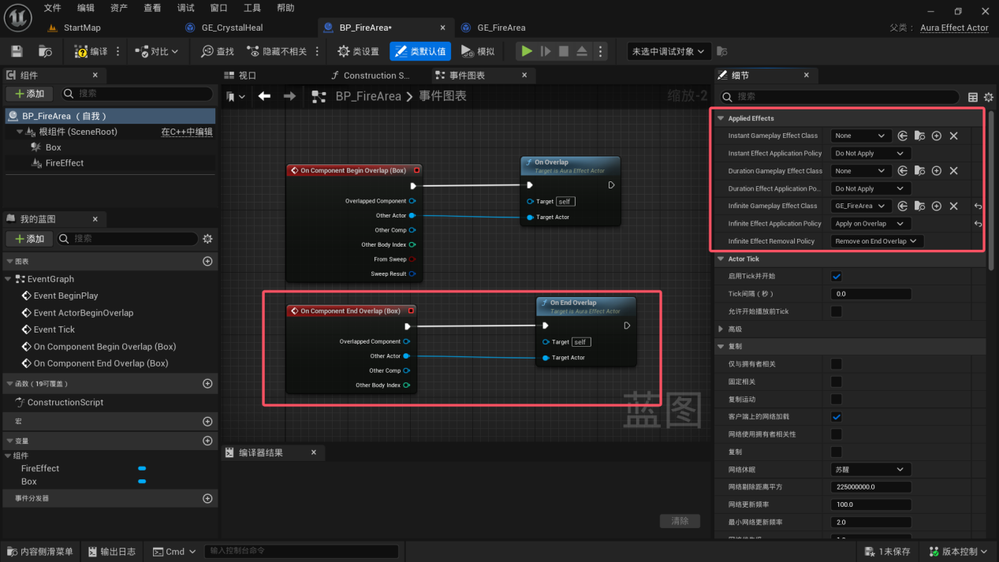 文件 编辑 资产 查看 调试 窗口 工具 帮助
StartMap
GE_CrystalHeal
BP_FireArea*
GE_FireArea
父类： Aura Effect Actor
编译
对比
查找
隐藏不相关
类设置
类默认值
模拟
未选中调试对象
组件
添加
搜索
BP_FireArea （自我）
根组件 (SceneRoot) 在C++中编辑
Box
FireEffect
我的蓝图
添加
搜索
图表
EventGraph
Event BeginPlay
Event ActorBeginOverlap
Event Tick
On Component Begin Overlap (Box)
On Component End Overlap (Box)
函数（19可覆盖）
ConstructionScript
宏
变量
组件
FireEffect
Box
事件分发器
视口
Construction S...
事件图表
BP_FireArea 事件图表
缩放-2
On Component Begin Overlap (Box)
Overlapped Component
Other Actor
Other Comp
Other Body Index
From Sweep
Sweep Result
On Overlap
Target is Aura Effect Actor
Target self
Target Actor
On Component End Overlap (Box)
Overlapped Component
Other Actor
Other Comp
Other Body Index
On End Overlap
Target is Aura Effect Actor
Target self
Target Actor
蓝图
编译器结果
清除
细节
搜索
Applied Effects
Instant Gameplay Effect Class None
Instant Effect Application Policy Do Not Apply
Duration Gameplay Effect Class None
Duration Effect Application Po... Do Not Apply
Infinite Gameplay Effect Class GE_FireArea
Infinite Effect Application Policy Apply on Overlap
Infinite Effect Removal Policy Remove on End Overlap
Actor Tick
启用Tick并开始
Tick间隔（秒） 0.0
允许开始播放前Tick
高级
复制
仅与拥有者相关
固定相关
复制运动
客户端上的网络加载
网络使用拥有者相关性
复制
网络休眠 苏醒
网络剔除距离平方 225000000.0
网络更新频率 100.0
最小网络更新频率 2.0
内容侧滑菜单
输出日志
Cmd
输入控制台命令
1未保存
版本控制